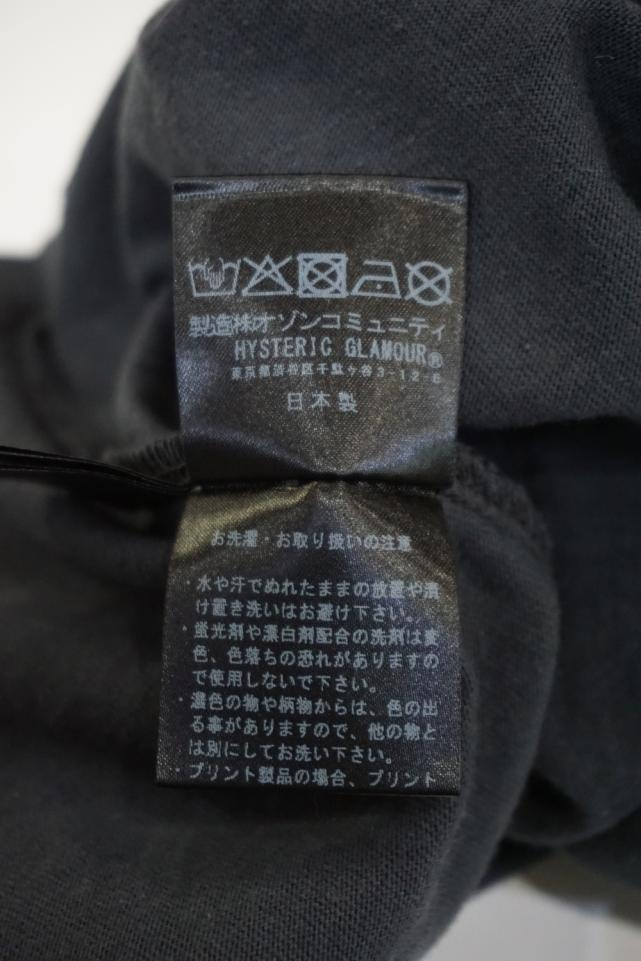 製造株オゾンコミュニティ
HYSTERIC GLAMOUR®
東京都渋谷区千駄ヶ谷3-12-6
日本製
お洗濯・お取り扱いの注意
・水や汗でぬれたままの放置や漬
け置き洗いはお避け下さい。
・蛍光剤や漂白剤配合の洗剤は変
色、色落ちの恐れがありますの
で使用しないで下さい。
・濃色の物や柄物からは、色の出
る事がありますので、他の物と
は別にしてお洗い下さい。
・プリント製品の場合、プリント